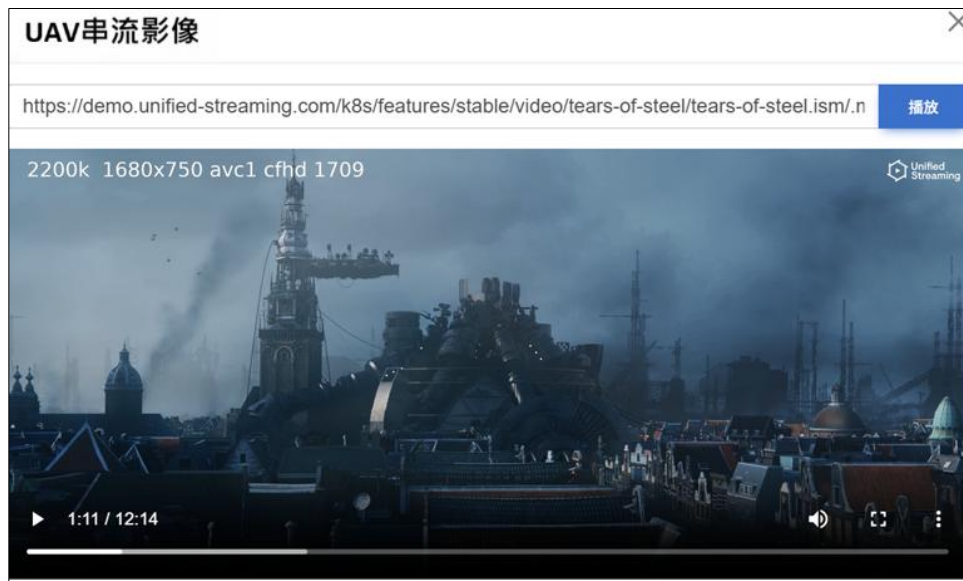 UAV串流影像
https://demo.unified-streaming.com/k8s/features/stable/video/tears-of-steel/tears-of-steel.ism/.n
播放
2200k 1680x750 avc1 cfhd 1709
Unified
Streaming
1:11 / 12:14